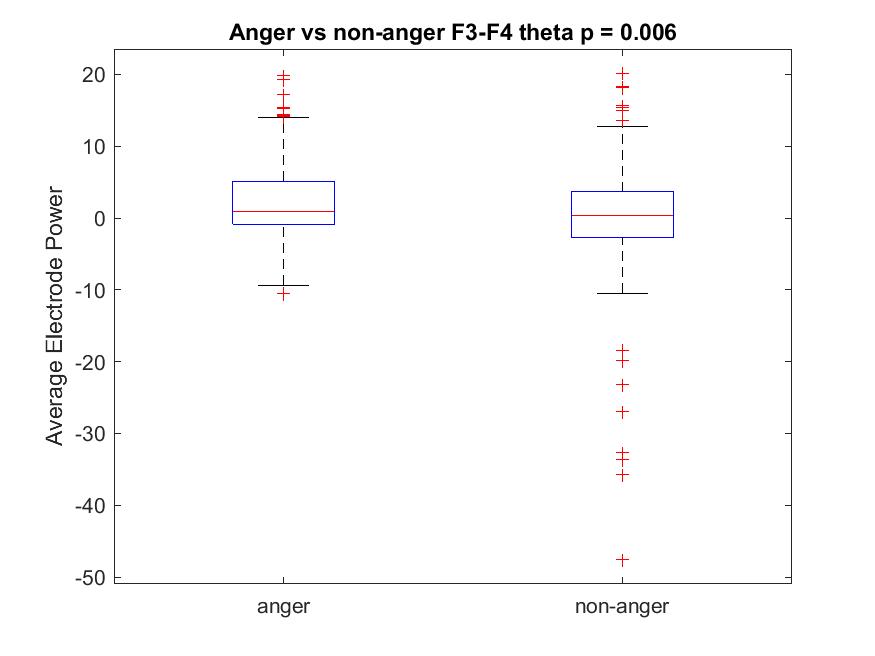 Anger vs non-anger F3-F4 theta p = 0.006
Average Electrode Power
20
10
0
-10
-20
-30
-40
-50
anger
non-anger